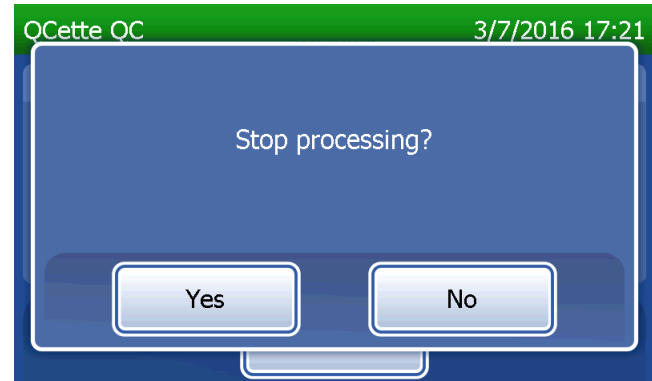 QCette QC 3/7/2016 17:21
Stop processing?
Yes No